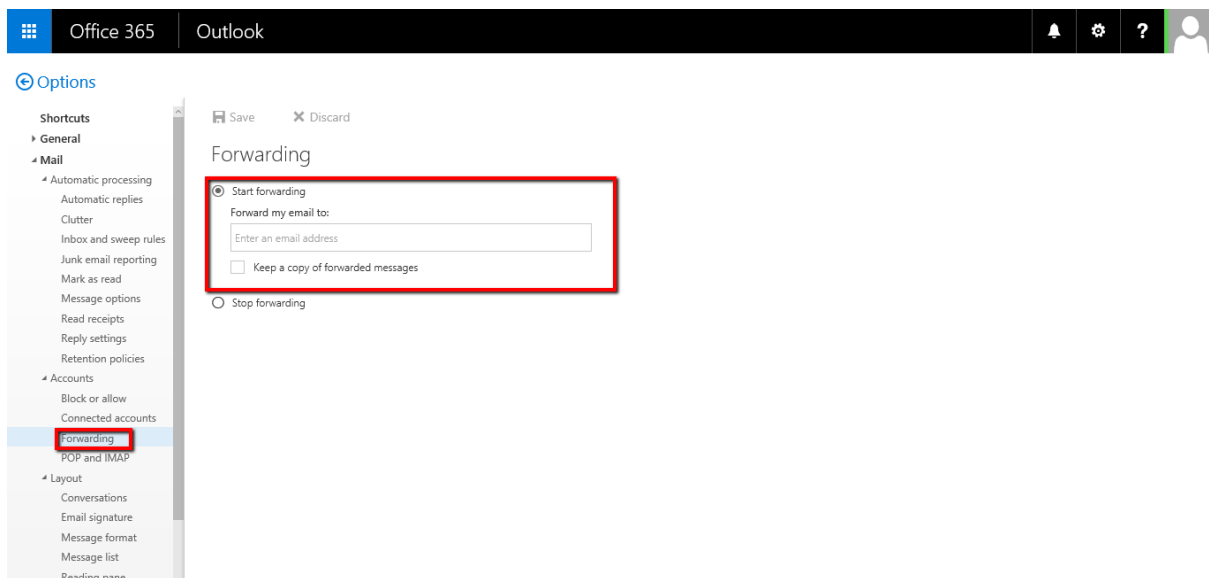 Office 365 Outlook ?
Options
Shortcuts
General
Mail
Automatic processing
Automatic replies
Clutter
Inbox and sweep rules
Junk email reporting
Mark as read
Message options
Read receipts
Reply settings
Retention policies
Accounts
Block or allow
Connected accounts
Forwarding
POP and IMAP
Layout
Conversations
Email signature
Message format
Message list
Reading pane
Save Discard
Forwarding
Start forwarding
Forward my email to:
Enter an email address
Keep a copy of forwarded messages
Stop forwarding